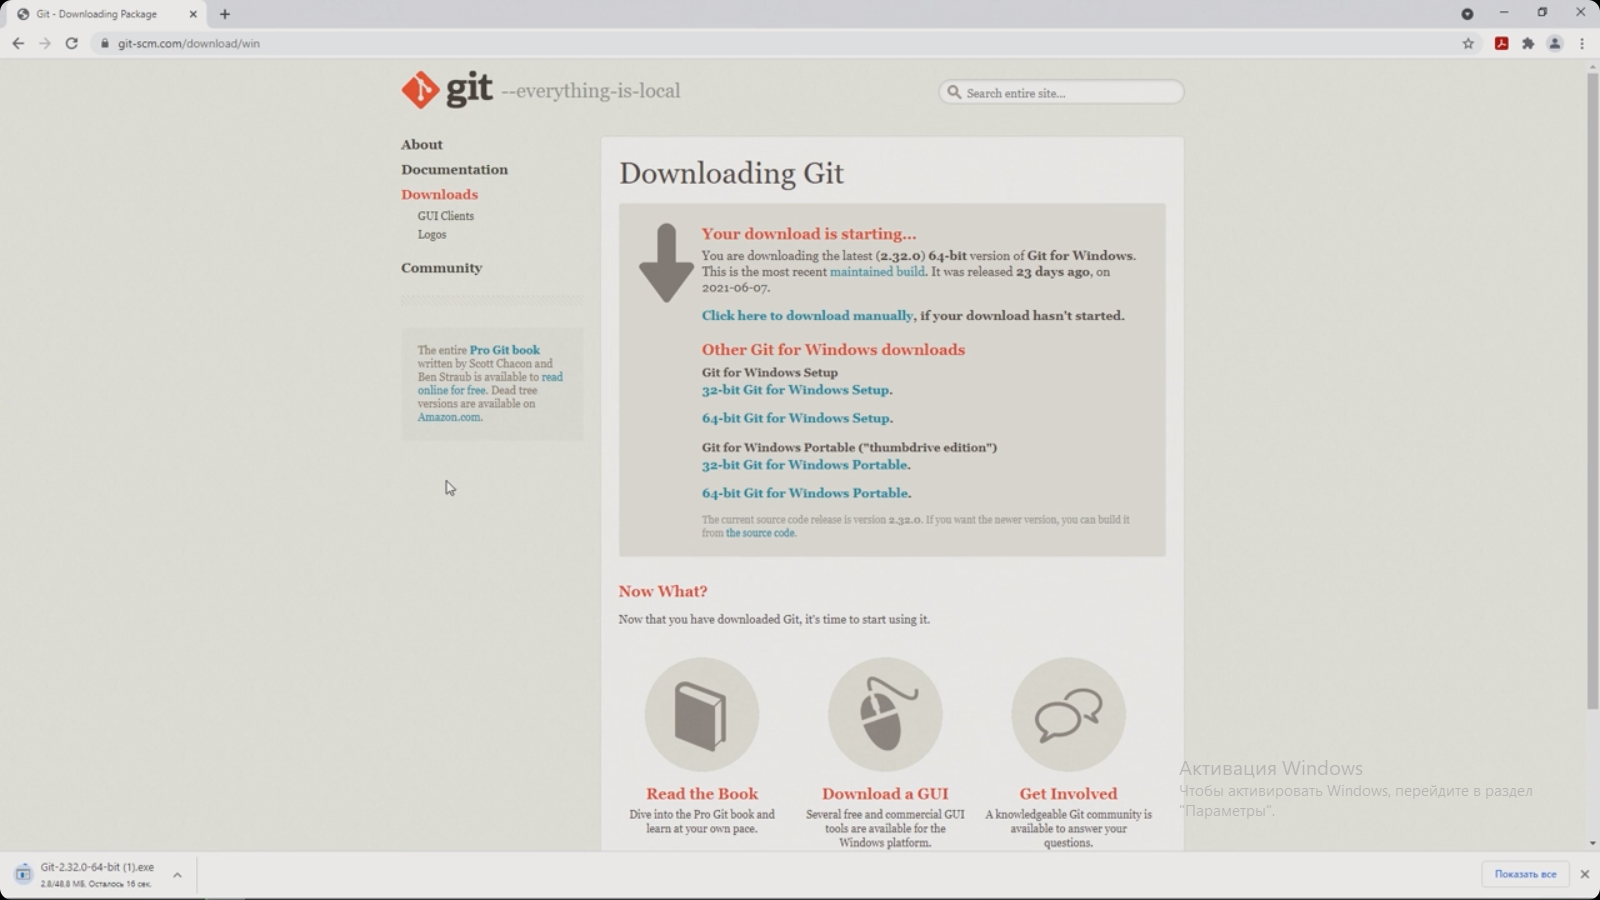 Git - Downloading Package
git-scm.com/download/win
git --everything-is-local
Search entire site...
About
Documentation
Downloads
GUI Clients
Logos
Community
The entire Pro Git book
written by Scott Chacon and
Ben Straub is available to read
online for free. Dead tree
versions are available on
Amazon.com.
Downloading Git
Your download is starting...
You are downloading the latest (2.32.0) 64-bit version of Git for Windows.
This is the most recent maintained build. It was released 23 days ago, on
2021-06-07.
Click here to download manually, if your download hasn't started.
Other Git for Windows downloads
Git for Windows Setup
32-bit Git for Windows Setup.
64-bit Git for Windows Setup.
Git for Windows Portable ("thumbdrive edition")
32-bit Git for Windows Portable.
64-bit Git for Windows Portable.
The current source code release is version 2.32.0. If you want the newer version, you can build it
from the source code.
Now What?
Now that you have downloaded Git, it's time to start using it.
Read the Book
Dive into the Pro Git book and
learn at your own pace.
Download a GUI
Several free and commercial GUI
tools are available for the
Windows platform.
Get Involved
A knowledgeable Git community is
available to answer your
questions.
Активация Windows
Чтобы активировать Windows, перейдите в раздел
"Параметры".
Git-2.32.0-64-bit (1).exe
2.8/48.8 МБ, Осталось 16 сек.
Показать все